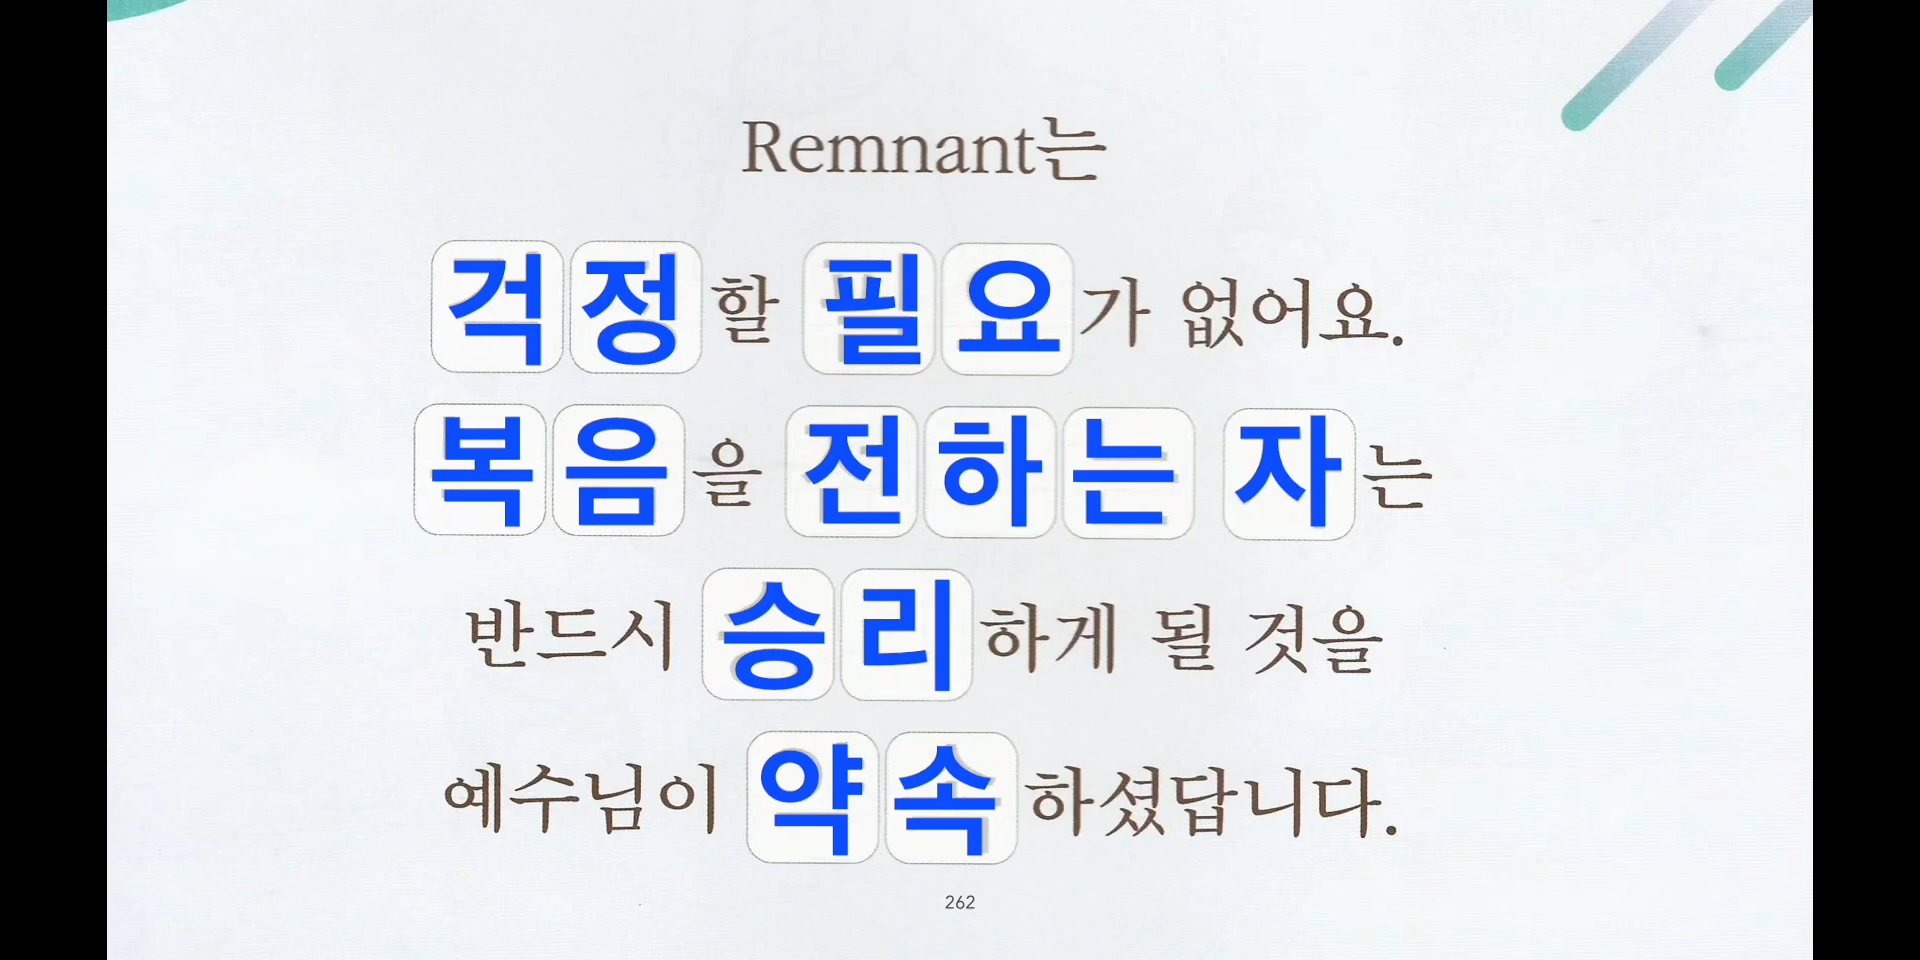 Remnant는
걱정할 필요가 없어요.
복음을 전하는 자는
반드시 승리하게 될 것을
예수님이 약속하셨답니다.
262